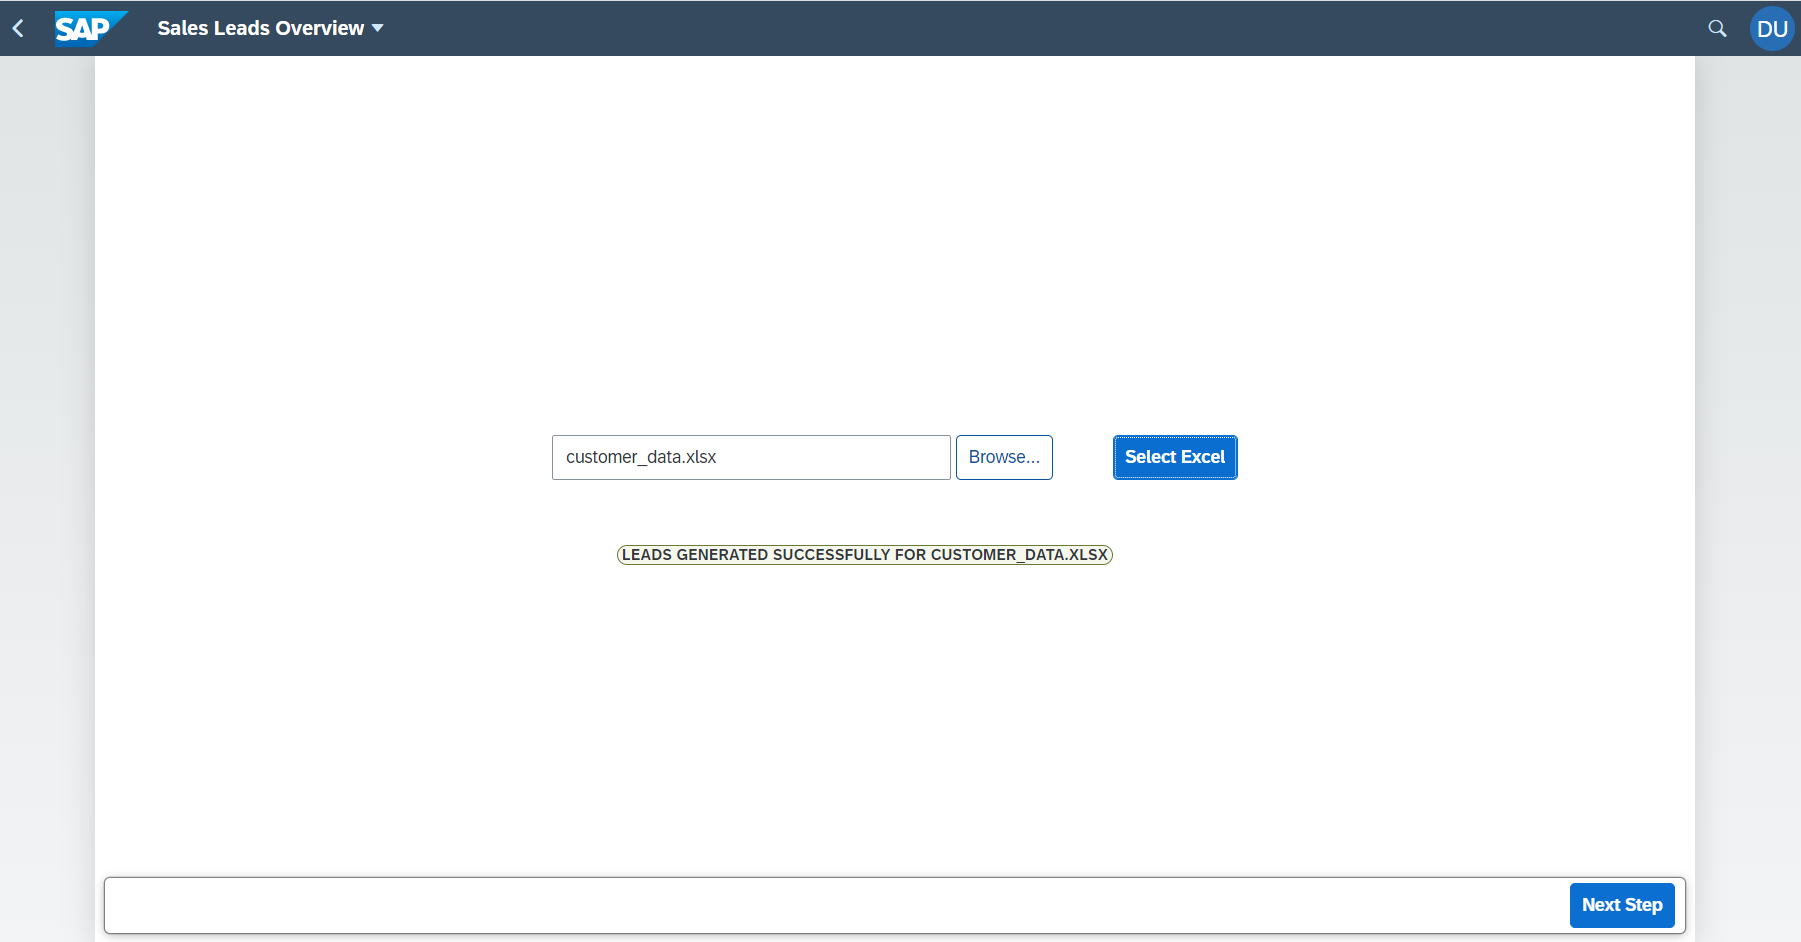 SAP Sales Leads Overview DU
customer_data.xlsx Browse... Select Excel
LEADS GENERATED SUCCESSFULLY FOR CUSTOMER_DATA.XLSX
Next Step